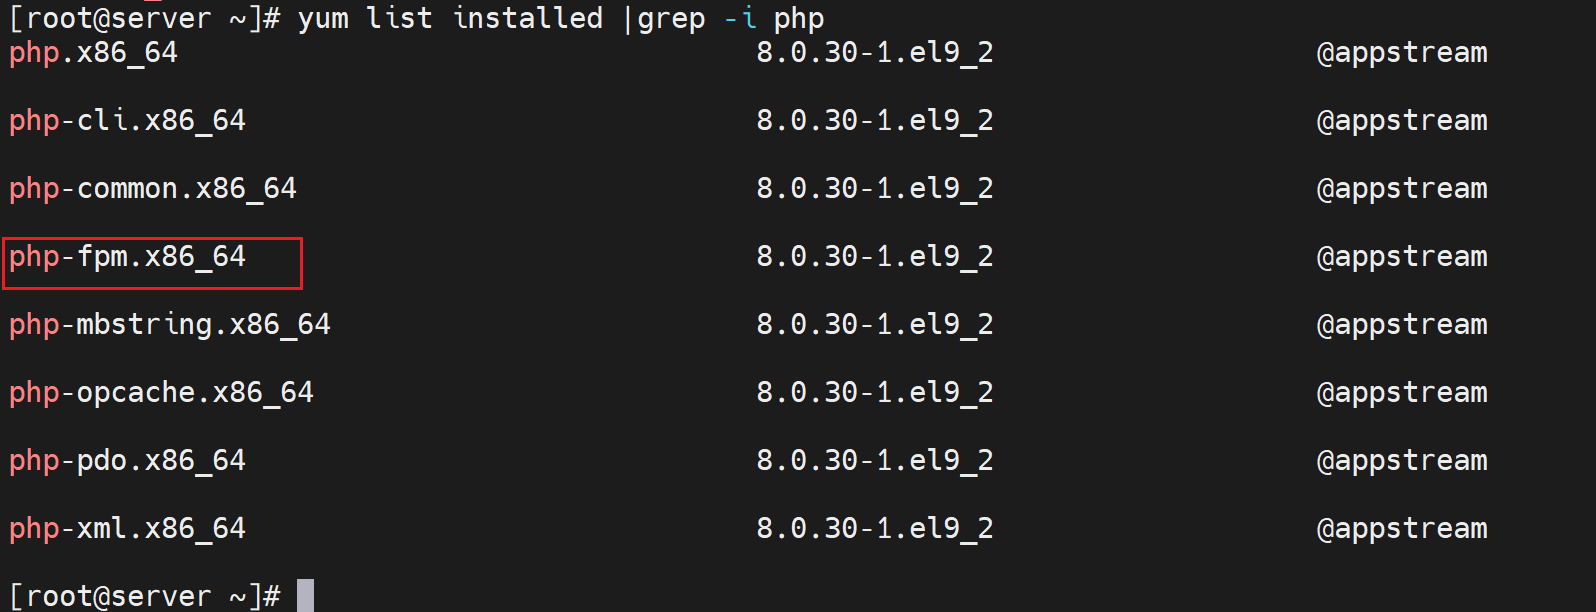 [root@server ~]# yum list installed |grep -i php
php.x86_64 8.0.30-1.el9_2 @appstream
php-cli.x86_64 8.0.30-1.el9_2 @appstream
php-common.x86_64 8.0.30-1.el9_2 @appstream
php-fpm.x86_64 8.0.30-1.el9_2 @appstream
php-mbstring.x86_64 8.0.30-1.el9_2 @appstream
php-opcache.x86_64 8.0.30-1.el9_2 @appstream
php-pdo.x86_64 8.0.30-1.el9_2 @appstream
php-xml.x86_64 8.0.30-1.el9_2 @appstream
[root@server ~]#